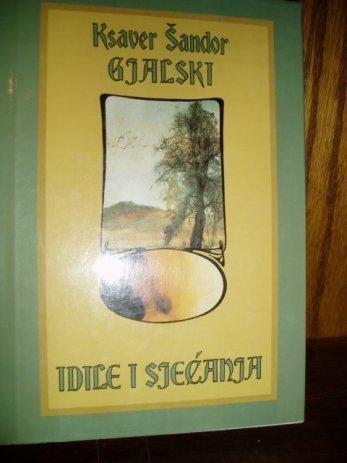 Ksaver Šandor
GJALSKI
IDILE I SJEĆANJA